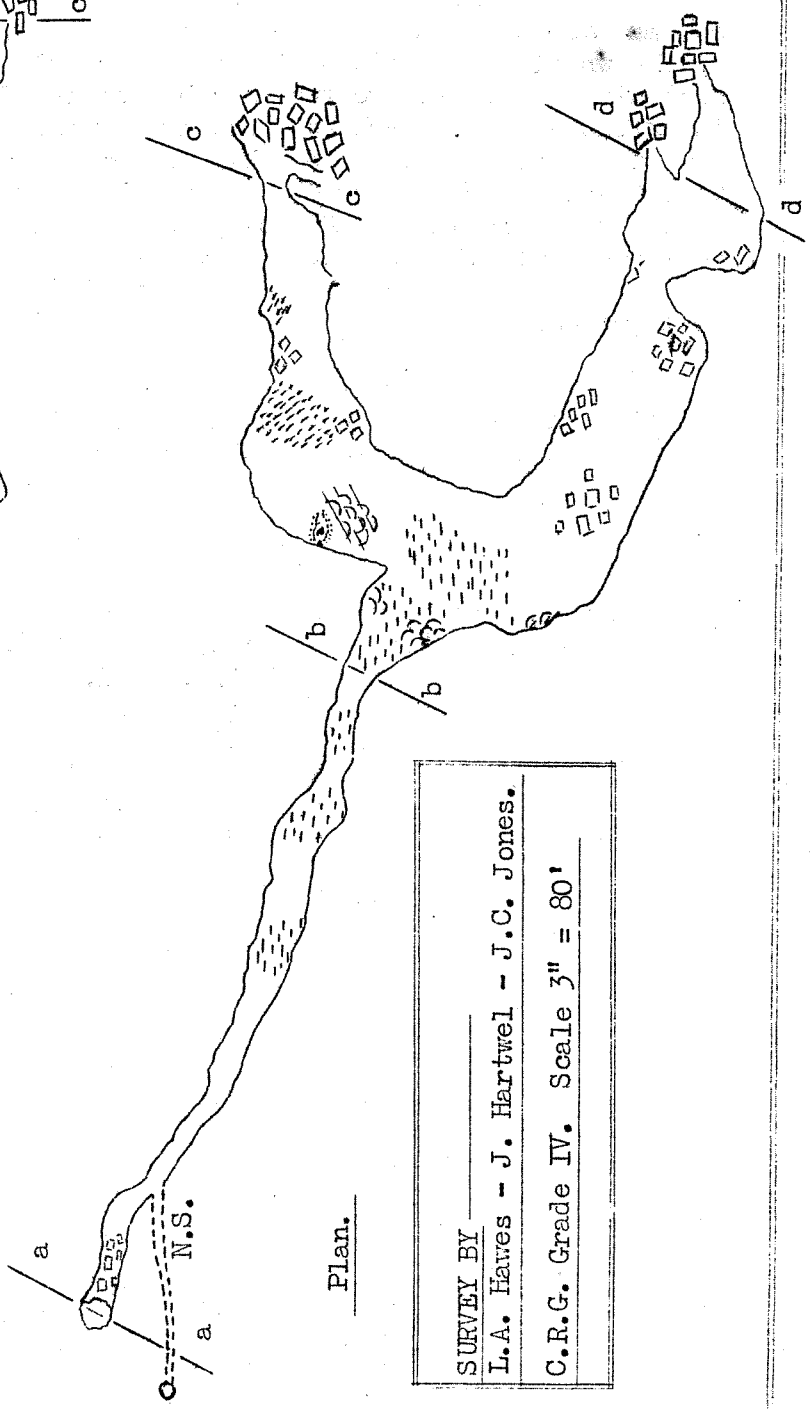 c
c
c
d
d
b
b
a
a
N.S.
Plan.
SURVEY BY
L.A. Hawes - J. Hartwel - J.C. Jones.
C.R.G. Grade IV. Scale 3" = 80'